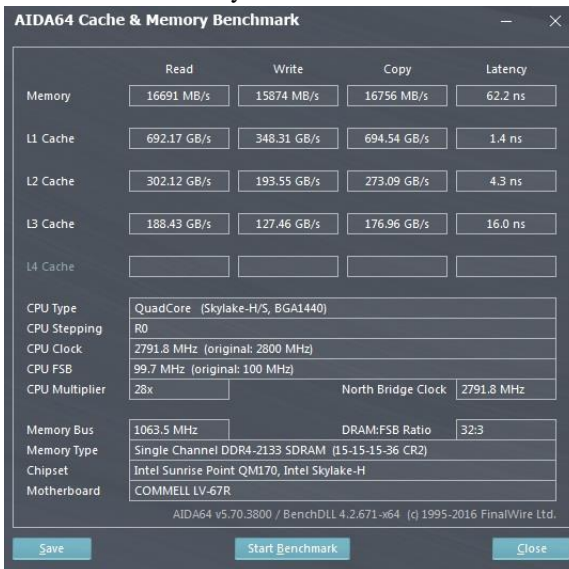 AIDA64 Cache & Memory Benchmark
Read Write Copy Latency
Memory 16691 MB/s 15874 MB/s 16756 MB/s 62.2 ns
L1 Cache 692.17 GB/s 348.31 GB/s 694.54 GB/s 1.4 ns
L2 Cache 302.12 GB/s 193.55 GB/s 273.09 GB/s 4.3 ns
L3 Cache 188.43 GB/s 127.46 GB/s 176.96 GB/s 16.0 ns
L4 Cache
CPU Type QuadCore (Skylake-H/S, BGA1440)
CPU Stepping R0
CPU Clock 2791.8 MHz (original: 2800 MHz)
CPU FSB 99.7 MHz (original: 100 MHz)
CPU Multiplier 28x North Bridge Clock 2791.8 MHz
Memory Bus 1063.5 MHz DRAM:FSB Ratio 32:3
Memory Type Single Channel DDR4-2133 SDRAM (15-15-15-36 CR2)
Chipset Intel Sunrise Point QM170, Intel Skylake-H
Motherboard COMMELL LV-67R
AIDA64 v5.70.3800 / BenchDLL 4.2.671-x64 (c) 1995-2016 FinalWire Ltd.
Save Start Benchmark Close